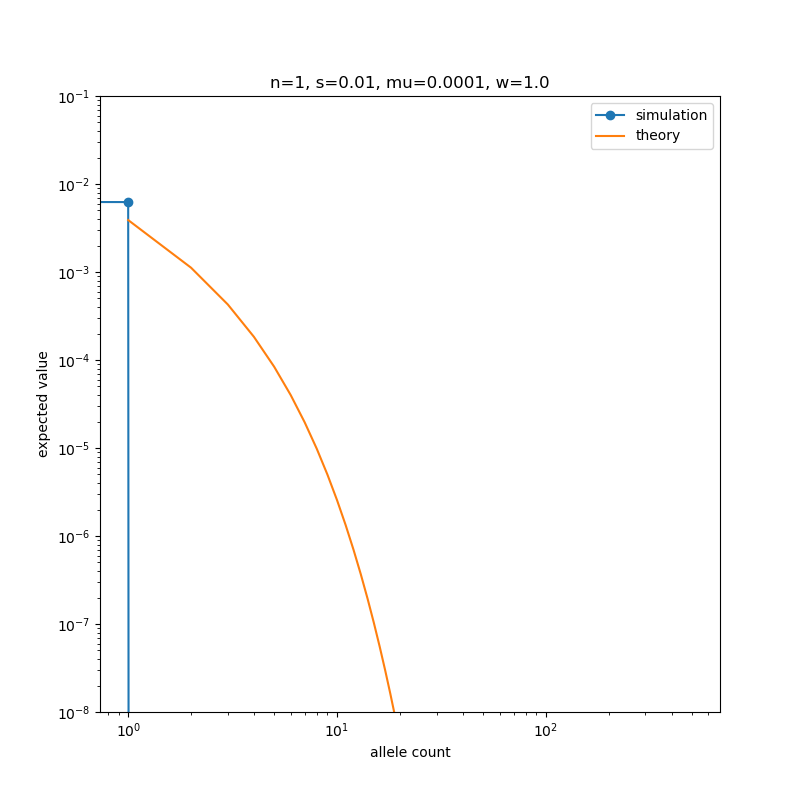 n=1, s=0.01, mu=0.0001, w=1.0
simulation
theory
10⁻¹
10⁻²
10⁻³
10⁻⁴
10⁻⁵
10⁻⁶
10⁻⁷
10⁻⁸
expected value
10⁰
10¹
10²
allele count